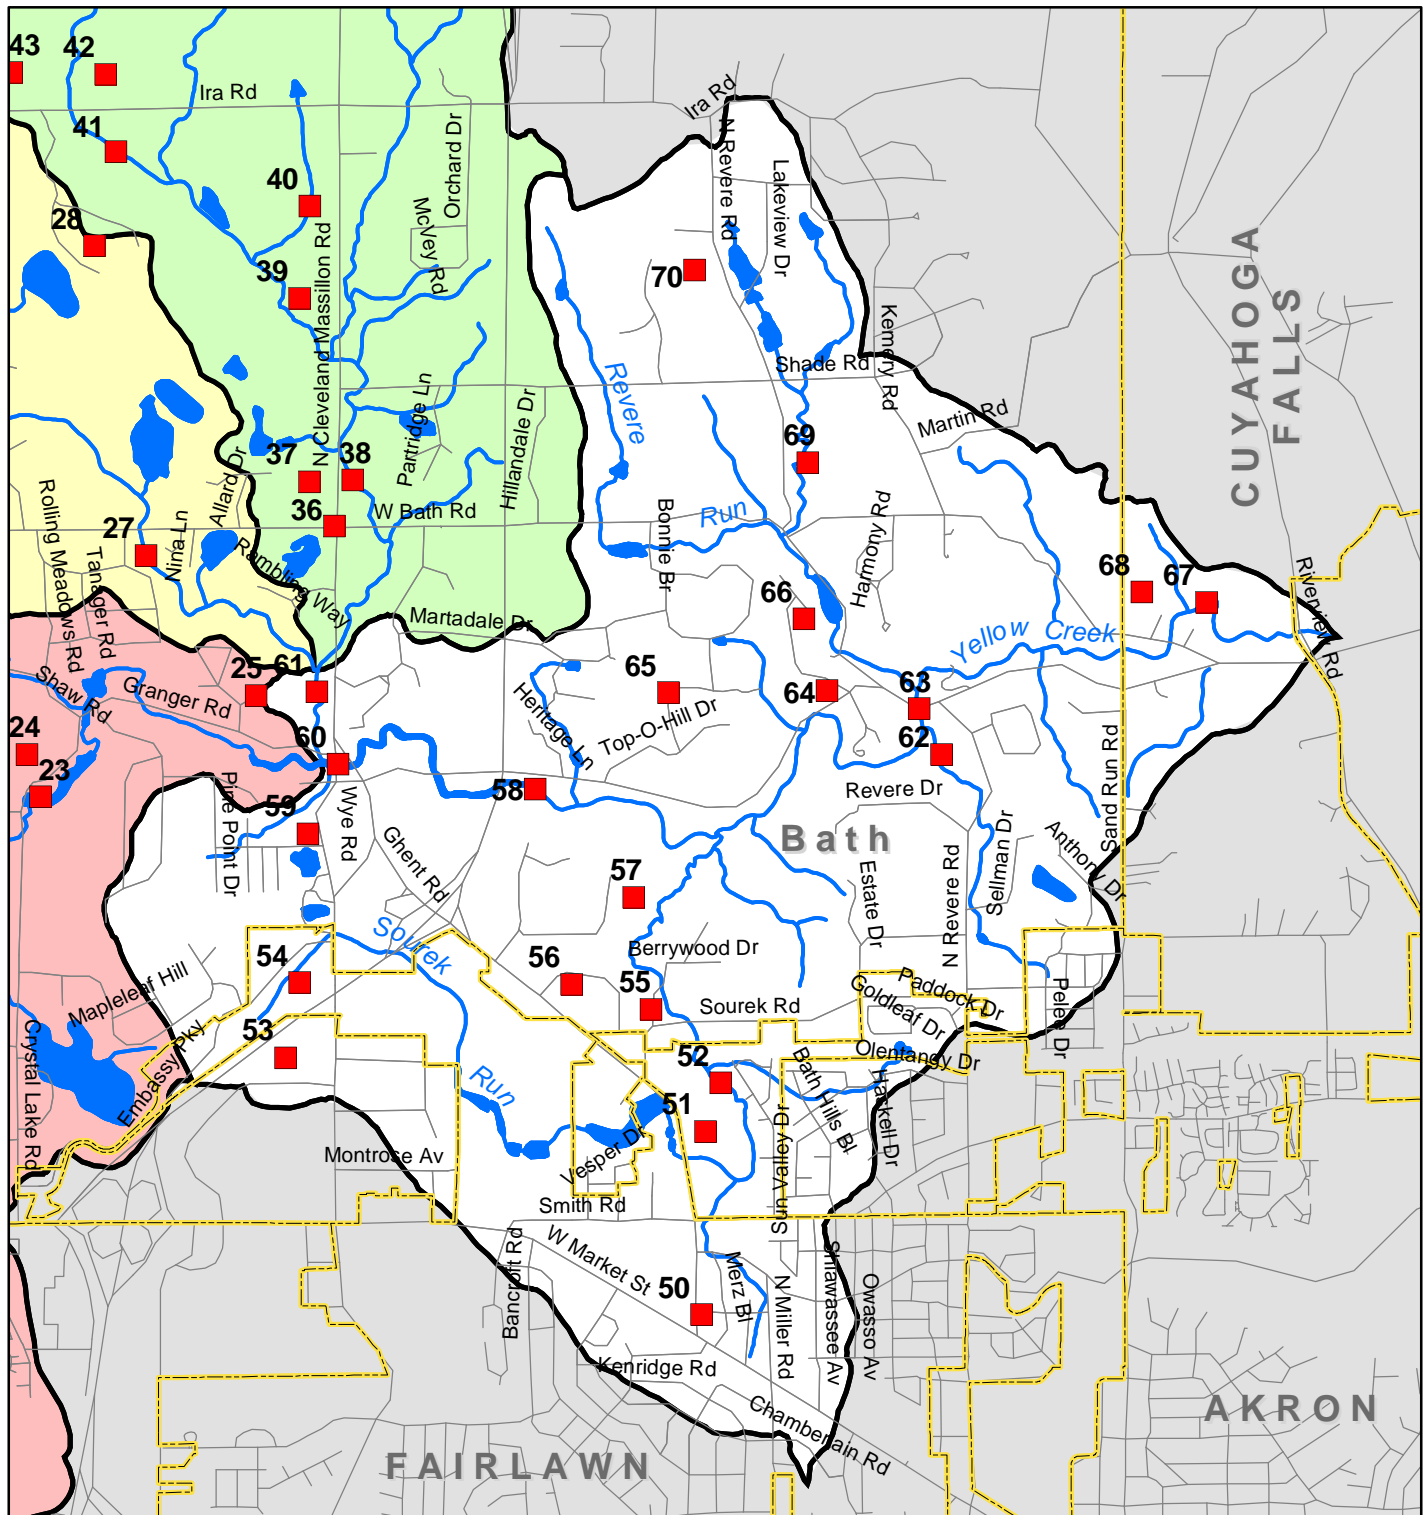 43
42
Ira Rd
Ira Rd
41
N Revere Rd
Lakeview Dr
Orchard Dr
40
McVey Rd
28
N Cleveland Massillon Rd
39
70
CUYAHOGA
FALLS
Kemery Rd
Shade Rd
Revere
Partridge Ln
Hillandale Dr
Martin Rd
69
37
38
Allard Dr
Rolling Meadows Rd
36
W Bath Rd
Bonnie Br
Run
Harmony Rd
27
Nina Ln
Tanager Rd
Rambling Way
68
67
Riverview Rd
66
Martadale Dr
Yellow Creek
25
61
65
64
63
Shaw Rd
Granger Rd
Heritage Ln
Top-O-Hill Dr
24
60
62
23
58
Revere Dr
Sand Run Rd
Pine Point Dr
59
Wye Rd
Ghent Rd
Bath
Sellman Dr
Anthony Dr
57
Estate Dr
N Revere Rd
Sourek
Berrywood Dr
54
56
55
Mapleleaf Hill
Sourek Rd
Paddock Dr
Goldleaf Dr
Pelee Dr
53
Crystal Lake Rd
Embassy Pky
52
Olentangy Dr
Bath Hills Bl
Haskell Dr
Run
51
Sun Valley Dr
Montrose Av
Vesper Dr
Smith Rd
Bancroft Rd
W Market St
50
Merz Bl
N Miller Rd
Shiawassee Av
Owasso Av
Kenridge Rd
Chamberlain Rd
AKRON
FAIRLAWN